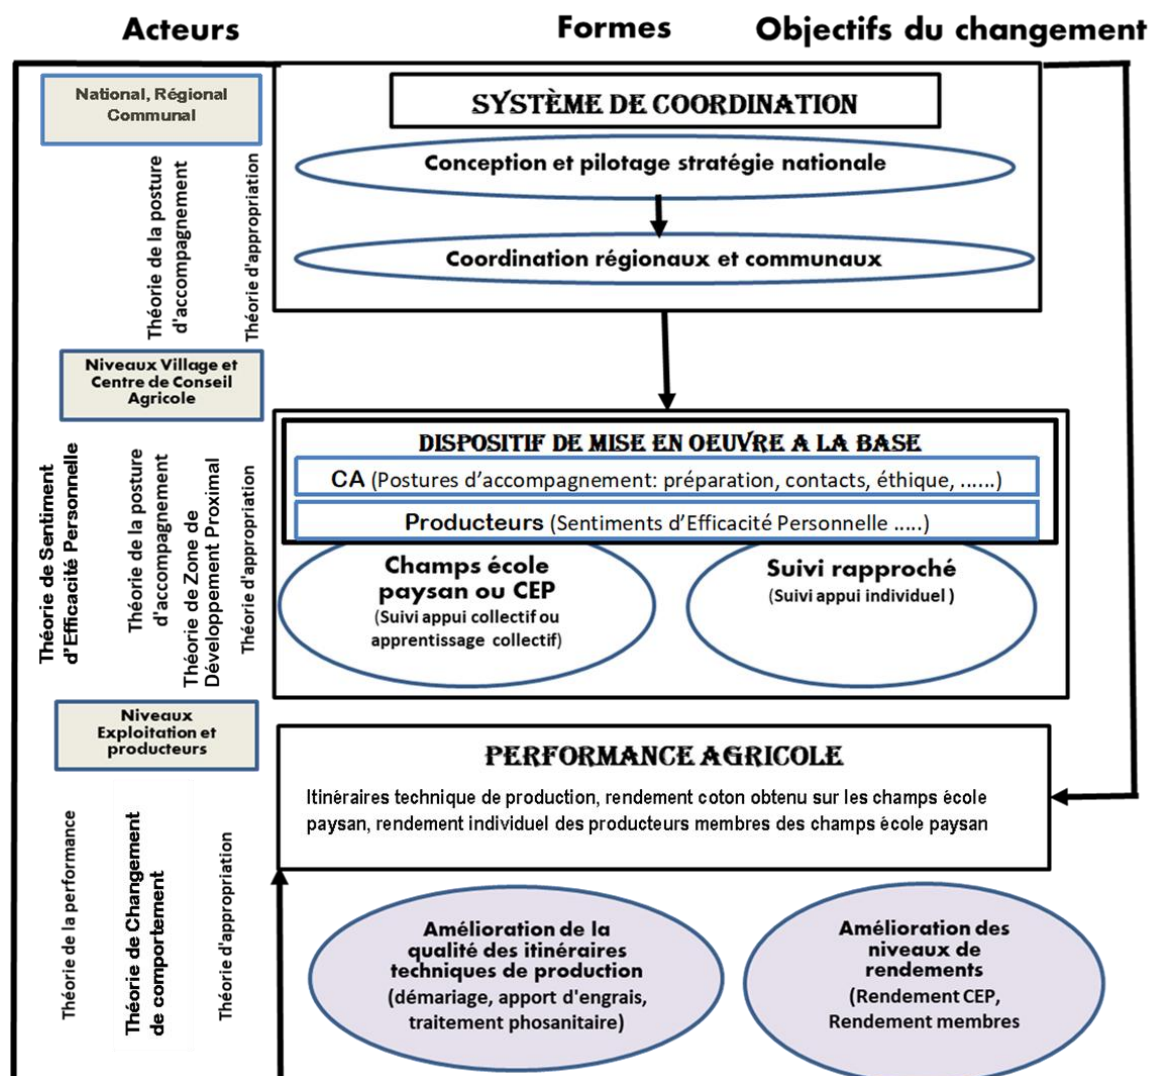 Acteurs
Formes
Objectifs du changement
National, Régional
Communal
SYSTÈME DE COORDINATION
Conception et pilotage stratégie nationale
Coordination régionaux et communaux
Théorie de la posture
d'accompagnement
Théorie d'appropriation
Niveaux Village et
Centre de Conseil
Agricole
DISPOSITIF DE MISE EN OEUVRE A LA BASE
CA (Postures d'accompagnement: préparation, contacts, éthique, ......)
Producteurs (Sentiments d'Efficacité Personnelle .....)
Champs école
paysan ou CEP
(Suivi appui collectif ou
apprentissage collectif)
Suivi rapproché
(Suivi appui individuel )
Théorie de Sentiment
d'Efficacité Personnelle
Théorie de la posture
d'accompagnement
Théorie de Zone de
Développement Proximal
Théorie d'appropriation
Niveaux
Exploitation et
producteurs
PERFORMANCE AGRICOLE
Itinéraires technique de production, rendement coton obtenu sur les champs école
paysan, rendement individuel des producteurs membres des champs école paysan
Théorie de la performance
Théorie de Changement
de comportement
Théorie d'appropriation
Amélioration de la
qualité des itinéraires
techniques de production
(démariage, apport d'engrais,
traitement phosanitaire)
Amélioration des
niveaux de
rendements
(Rendement CEP,
Rendement membres